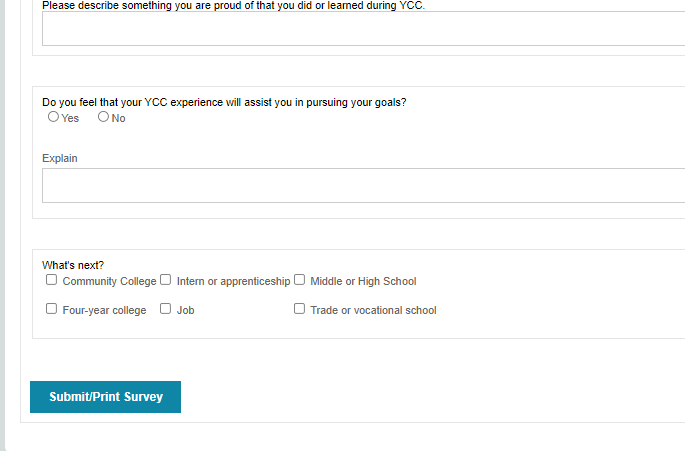 Please describe something you are proud of that you did or learned during YCC.
Do you feel that your YCC experience will assist you in pursuing your goals?
Yes No
Explain
What's next?
Community College Intern or apprenticeship Middle or High School
Four-year college Job Trade or vocational school
Submit/Print Survey